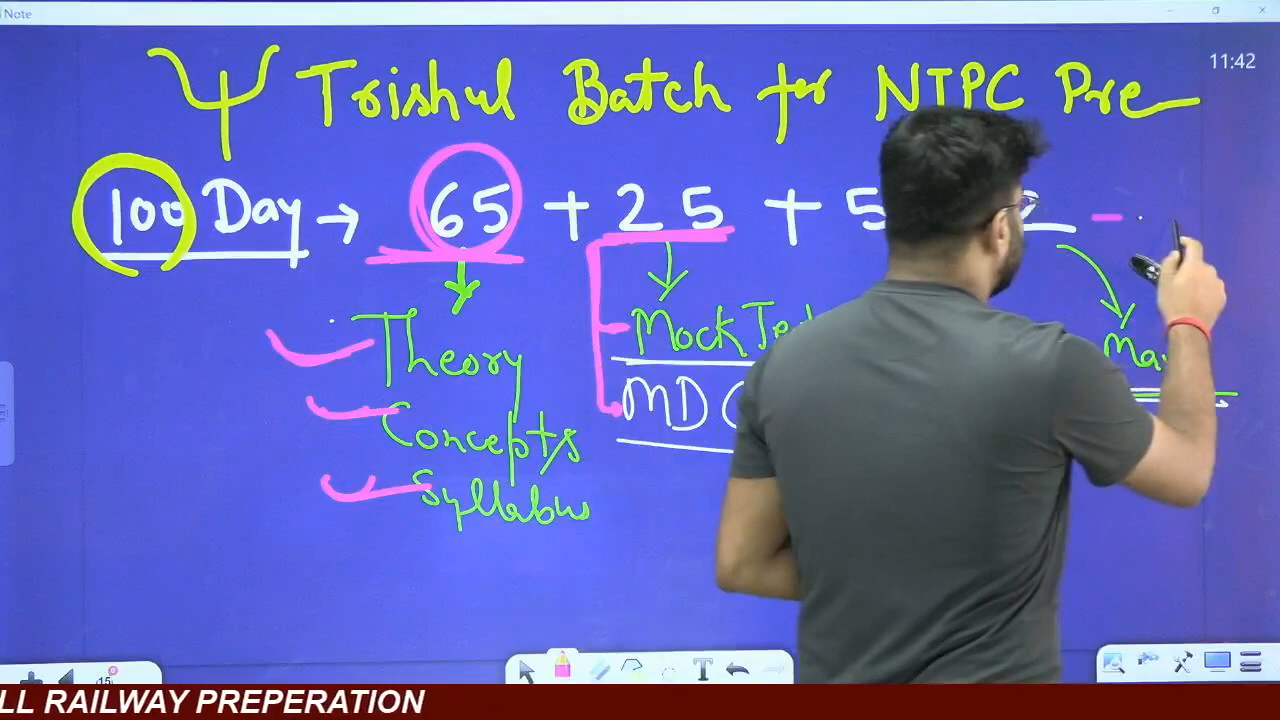 Note
11:42
Trishul Batch for NTPC Pre
100 Day → 65 + 25 + 5
Theory
Mock
MD
Concepts
Syllabus
15
LL RAILWAY PREPERATION